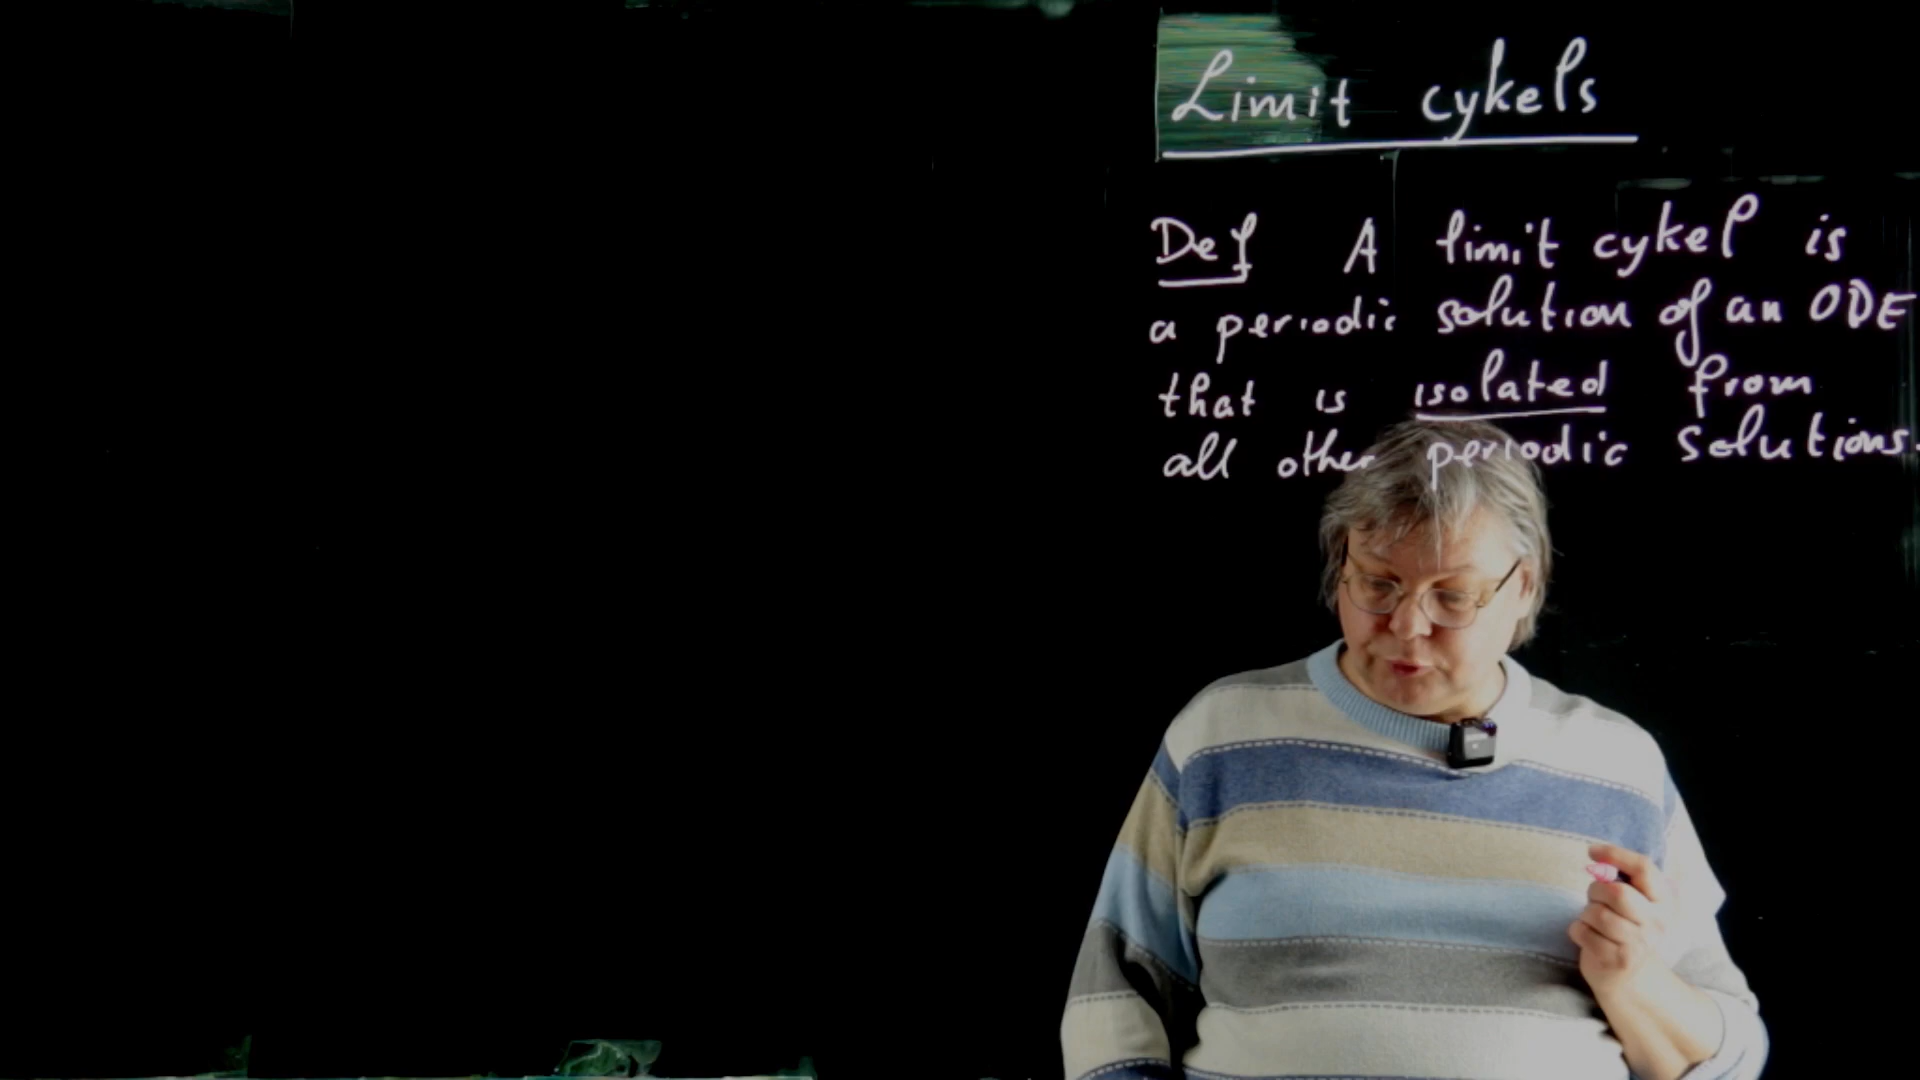 Limit cykels
Def A limit cykel is
a periodic solution of an ODE
that is isolated from
all other periodic solutions.